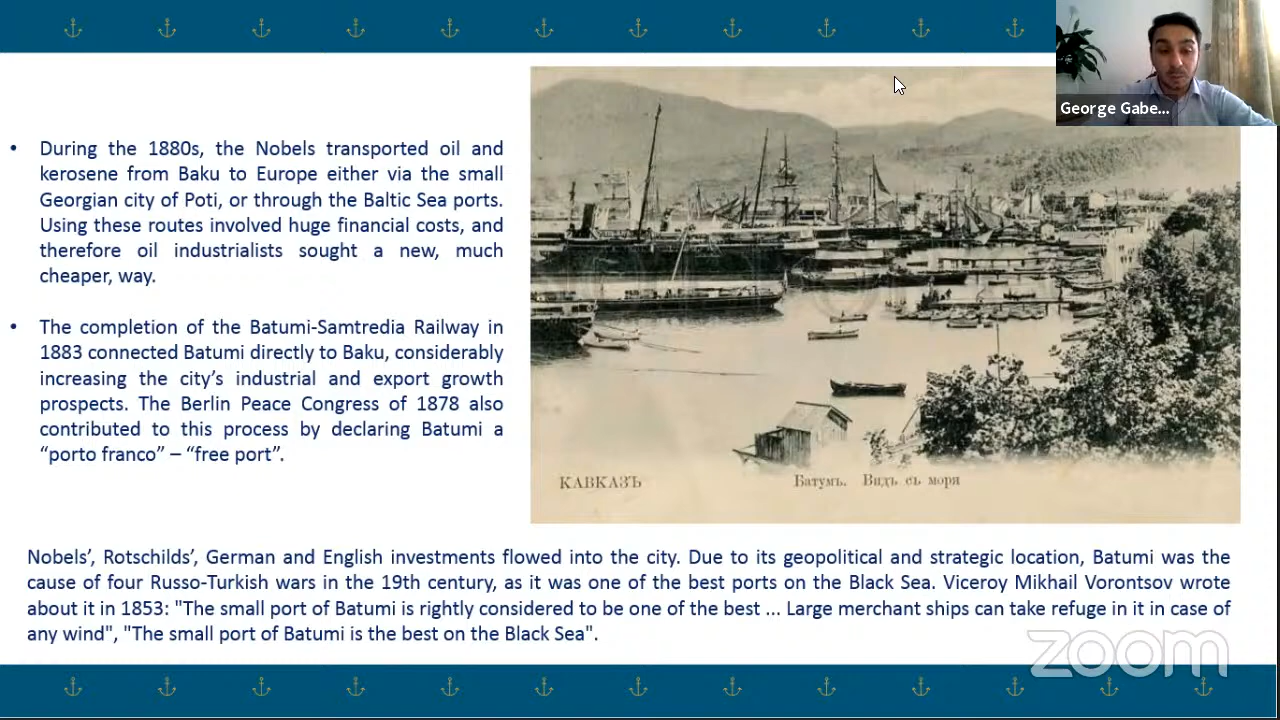 George Gabe...
• During the 1880s, the Nobels transported oil and
kerosene from Baku to Europe either via the small
Georgian city of Poti, or through the Baltic Sea ports.
Using these routes involved huge financial costs, and
therefore oil industrialists sought a new, much
cheaper, way.
• The completion of the Batumi-Samtredia Railway in
1883 connected Batumi directly to Baku, considerably
increasing the city’s industrial and export growth
prospects. The Berlin Peace Congress of 1878 also
contributed to this process by declaring Batumi a
“porto franco” – “free port”.
КАВКАЗЪ
Батумъ. Видъ съ моря
Nobels’, Rotschilds’, German and English investments flowed into the city. Due to its geopolitical and strategic location, Batumi was the
cause of four Russo-Turkish wars in the 19th century, as it was one of the best ports on the Black Sea. Viceroy Mikhail Vorontsov wrote
about it in 1853: "The small port of Batumi is rightly considered to be one of the best ... Large merchant ships can take refuge in it in case of
any wind", "The small port of Batumi is the best on the Black Sea".
zoom